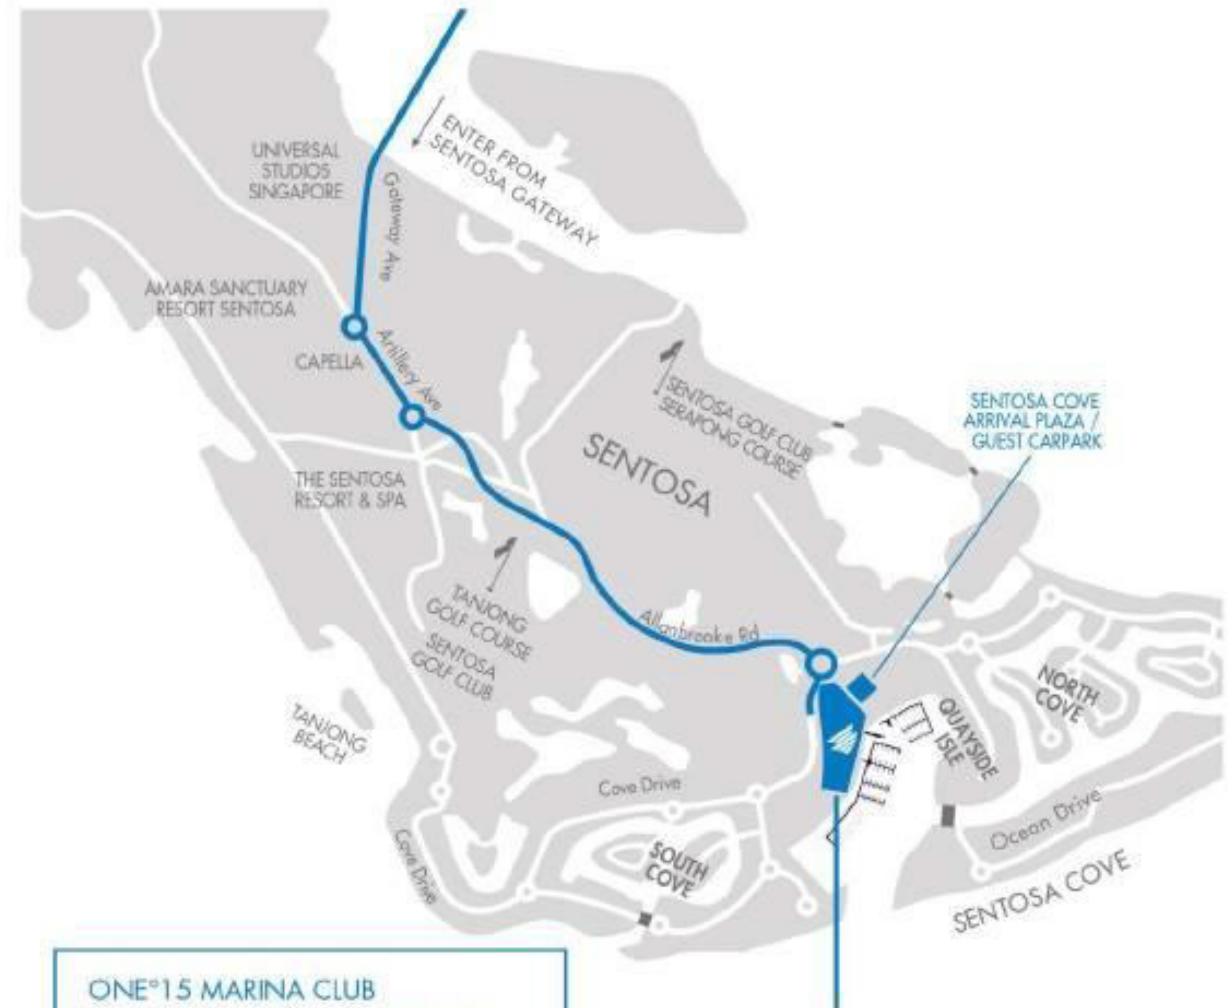 ENTER FROM
SENTOSA GATEWAY
UNIVERSAL
STUDIOS
SINGAPORE
Gateway Ave
AMARA SANCTUARY
RESORT SENTOSA
CAPELLA
Artillery Ave
SENTOSA GOLF CLUB
SERAPONG COURSE
SENTOSA COVE
ARRIVAL PLAZA /
GUEST CARPARK
SENTOSA
THE SENTOSA
RESORT & SPA
TANJONG
GOLF COURSE
SENTOSA
GOLF CLUB
Allanbrooke Rd
NORTH
COVE
QUAYSIDE
ISLE
TANJONG
BEACH
Cove Drive
Ocean Drive
Cove Drive
SOUTH
COVE
SENTOSA COVE
ONE°15 MARINA CLUB